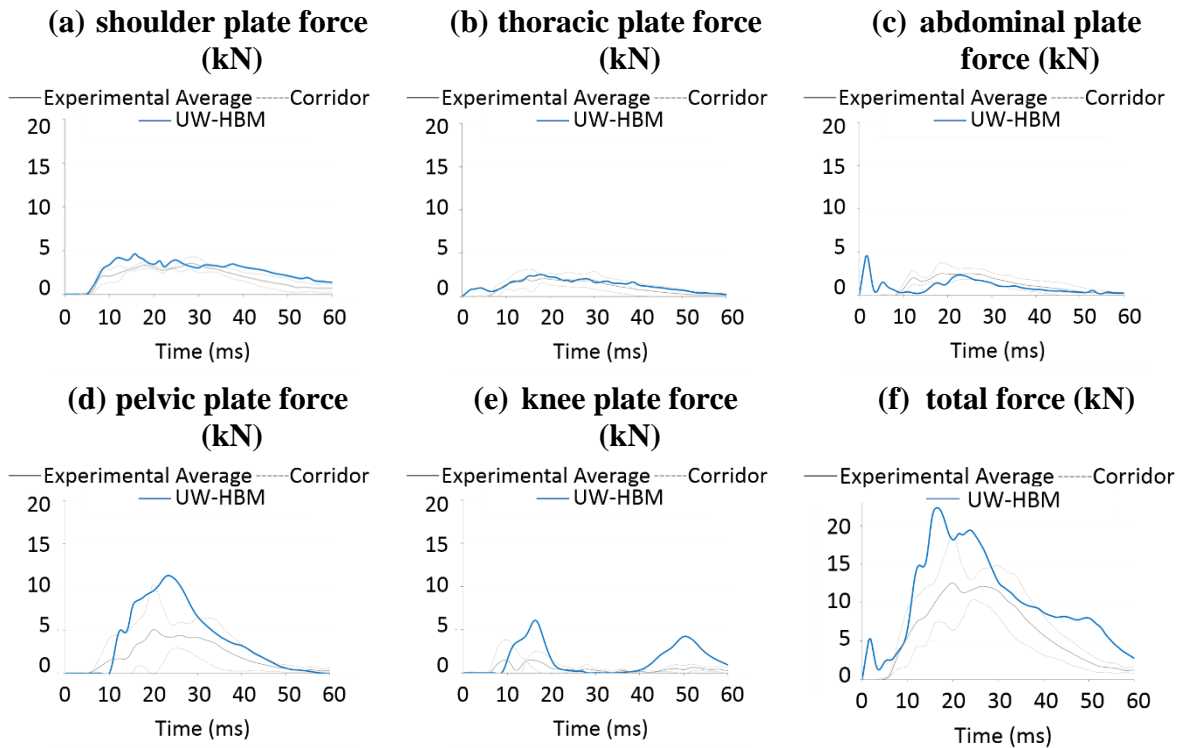 (a) shoulder plate force
(kN)
Experimental Average Corridor
UW-HBM
20
15
10
5
0
0 10 20 30 40 50 60
Time (ms)
(b) thoracic plate force
(kN)
Experimental Average Corridor
UW-HBM
20
15
10
5
0
0 10 20 30 40 50 60
Time (ms)
(c) abdominal plate
force (kN)
Experimental Average Corridor
UW-HBM
20
15
10
5
0
0 10 20 30 40 50 60
Time (ms)
(d) pelvic plate force
(kN)
Experimental Average Corridor
UW-HBM
20
15
10
5
0
0 10 20 30 40 50 60
Time (ms)
(e) knee plate force
(kN)
Experimental Average Corridor
UW-HBM
20
15
10
5
0
0 10 20 30 40 50 60
Time (ms)
(f) total force (kN)
Experimental Average Corridor
UW-HBM
20
15
10
5
0
0 10 20 30 40 50 60
Time (ms)